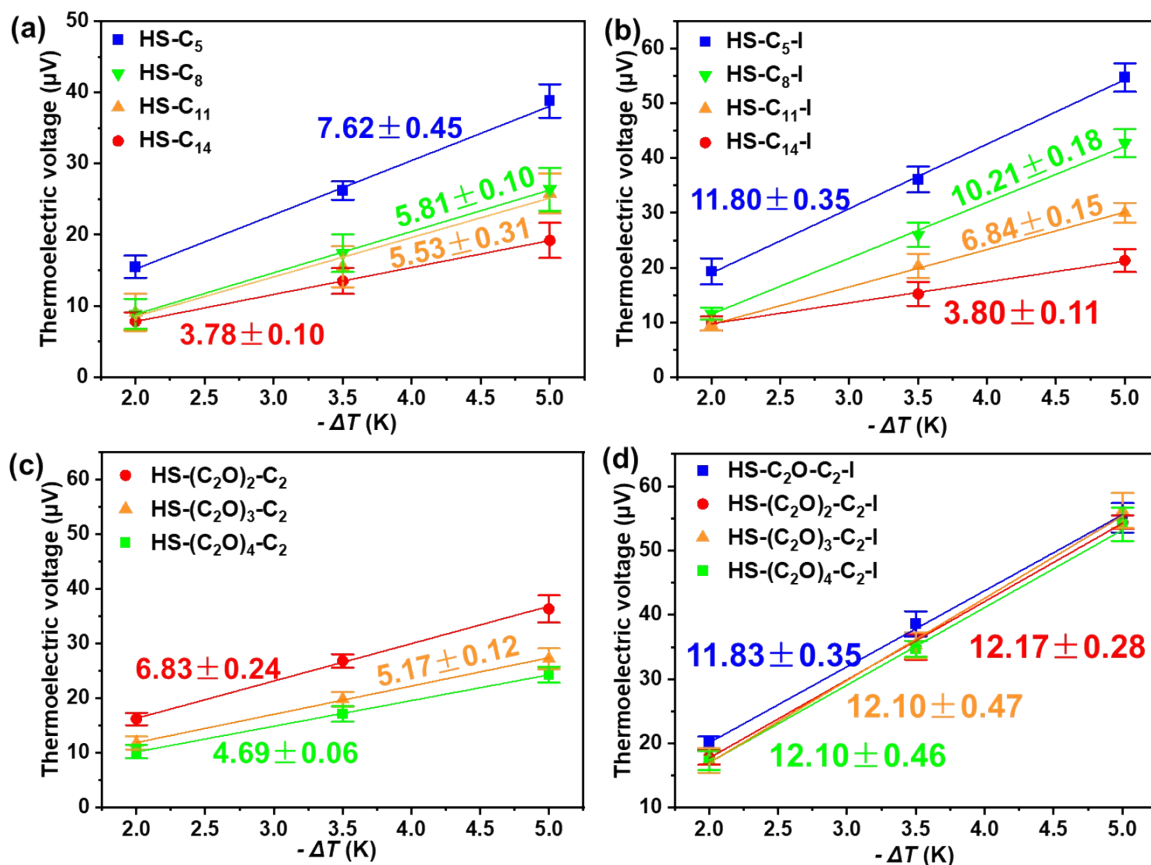 (a)
HS-C₅
HS-C₈
HS-C₁₁
HS-C₁₄
7.62±0.45
5.81±0.10
5.53±0.31
3.78±0.10
Thermoelectric voltage (μV)
50
40
30
20
10
0
2.0 2.5 3.0 3.5 4.0 4.5 5.0
- ΔT (K)
(b)
HS-C₅-I
HS-C₈-I
HS-C₁₁-I
HS-C₁₄-I
11.80±0.35
10.21±0.18
6.84±0.15
3.80±0.11
Thermoelectric voltage (μV)
60
50
40
30
20
10
0
2.0 2.5 3.0 3.5 4.0 4.5 5.0
- ΔT (K)
(c)
HS-(C₂O)₂-C₂
HS-(C₂O)₃-C₂
HS-(C₂O)₄-C₂
6.83±0.24
5.17±0.12
4.69±0.06
Thermoelectric voltage (μV)
60
50
40
30
20
10
0
2.0 2.5 3.0 3.5 4.0 4.5 5.0
- ΔT (K)
(d)
HS-C₂O-C₂-I
HS-(C₂O)₂-C₂-I
HS-(C₂O)₃-C₂-I
HS-(C₂O)₄-C₂-I
11.83±0.35
12.17±0.28
12.10±0.47
12.10±0.46
Thermoelectric voltage (μV)
60
50
40
30
20
10
2.0 2.5 3.0 3.5 4.0 4.5 5.0
- ΔT (K)